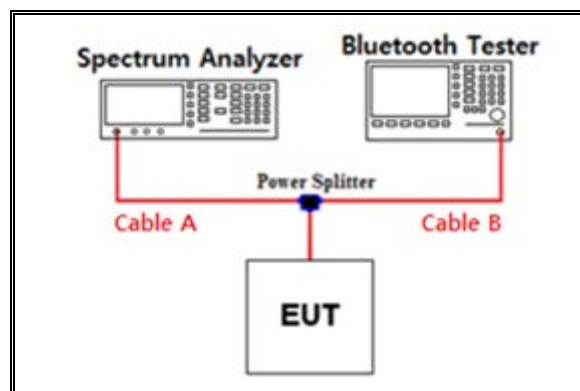 Spectrum Analyzer
Bluetooth Tester
Power Splitter
Cable A
Cable B
EUT